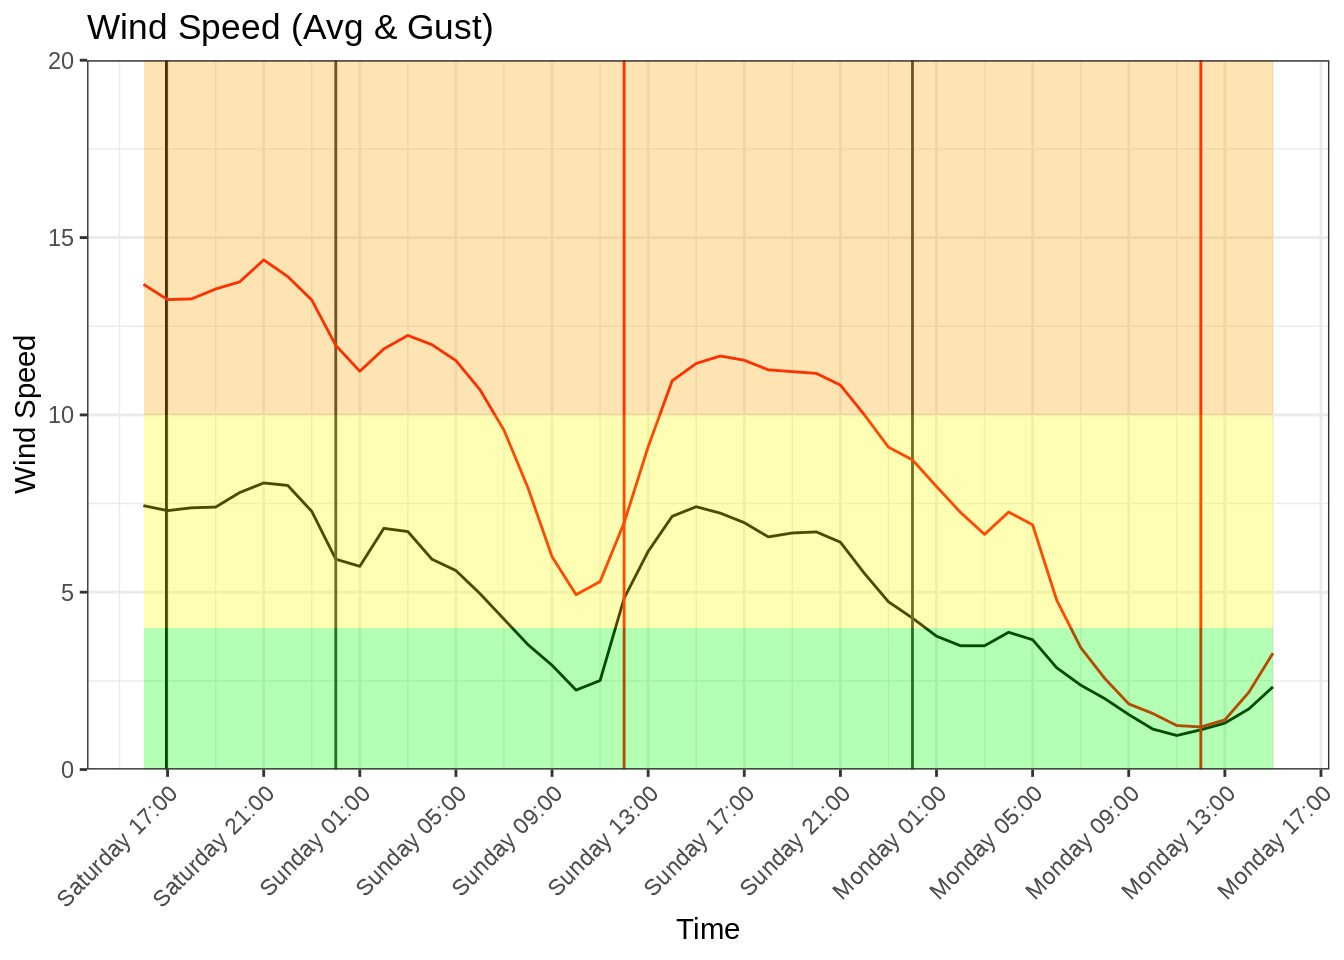 Wind Speed (Avg & Gust)
20
15
10
5
0
Wind Speed
Saturday 17:00
Saturday 21:00
Sunday 01:00
Sunday 05:00
Sunday 09:00
Sunday 13:00
Sunday 17:00
Sunday 21:00
Monday 01:00
Monday 05:00
Monday 09:00
Monday 13:00
Monday 17:00
Time